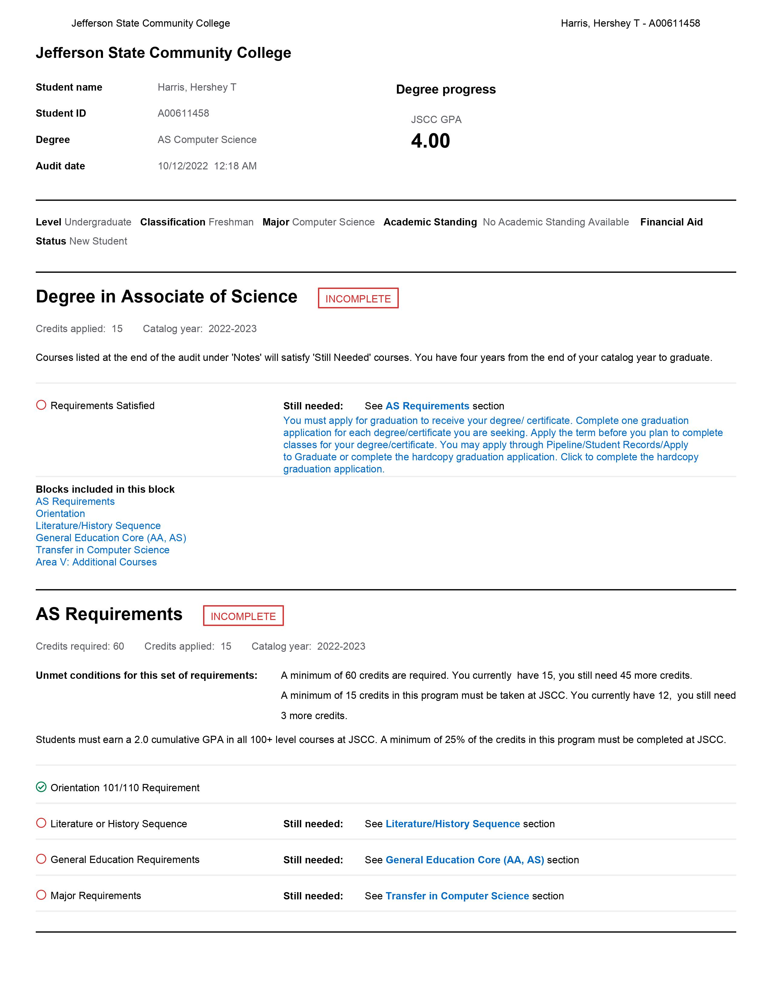 Jefferson State Community College    Harris, Hershey T - A00611458
Jefferson State Community College
Student name    Harris, Hershey T
Student ID    A00611458
Degree    AS Computer Science
Audit date    10/12/2022  12:18 AM
Degree progress
JSCC GPA
4.00
Level Undergraduate   Classification Freshman   Major Computer Science   Academic Standing  No Academic Standing Available    Financial Aid
Status New Student
Degree in Associate of Science    INCOMPLETE
Credits applied:  15    Catalog year:  2022-2023
Courses listed at the end of the audit under 'Notes' will satisfy 'Still Needed' courses. You have four years from the end of your catalog year to graduate.
Requirements Satisfied    Still needed:    See AS Requirements section
You must apply for graduation to receive your degree/ certificate. Complete one graduation
application for each degree/certificate you are seeking. Apply the term before you plan to complete
classes for your degree/certificate. You may apply through Pipeline/Student Records/Apply
to Graduate or complete the hardcopy graduation application. Click to complete the hardcopy
graduation application.
Blocks included in this block
AS Requirements
Orientation
Literature/History Sequence
General Education Core (AA, AS)
Transfer in Computer Science
Area V: Additional Courses
AS Requirements    INCOMPLETE
Credits required: 60    Credits applied:  15    Catalog year:  2022-2023
Unmet conditions for this set of requirements:    A minimum of 60 credits are required. You currently  have 15, you still need 45 more credits.
A minimum of 15 credits in this program must be taken at JSCC. You currently have 12,  you still need
3 more credits.
Students must earn a 2.0 cumulative GPA in all 100+ level courses at JSCC. A minimum of 25% of the credits in this program must be completed at JSCC.
Orientation 101/110 Requirement
Literature or History Sequence    Still needed:    See Literature/History Sequence section
General Education Requirements    Still needed:    See General Education Core (AA, AS) section
Major Requirements    Still needed:    See Transfer in Computer Science section